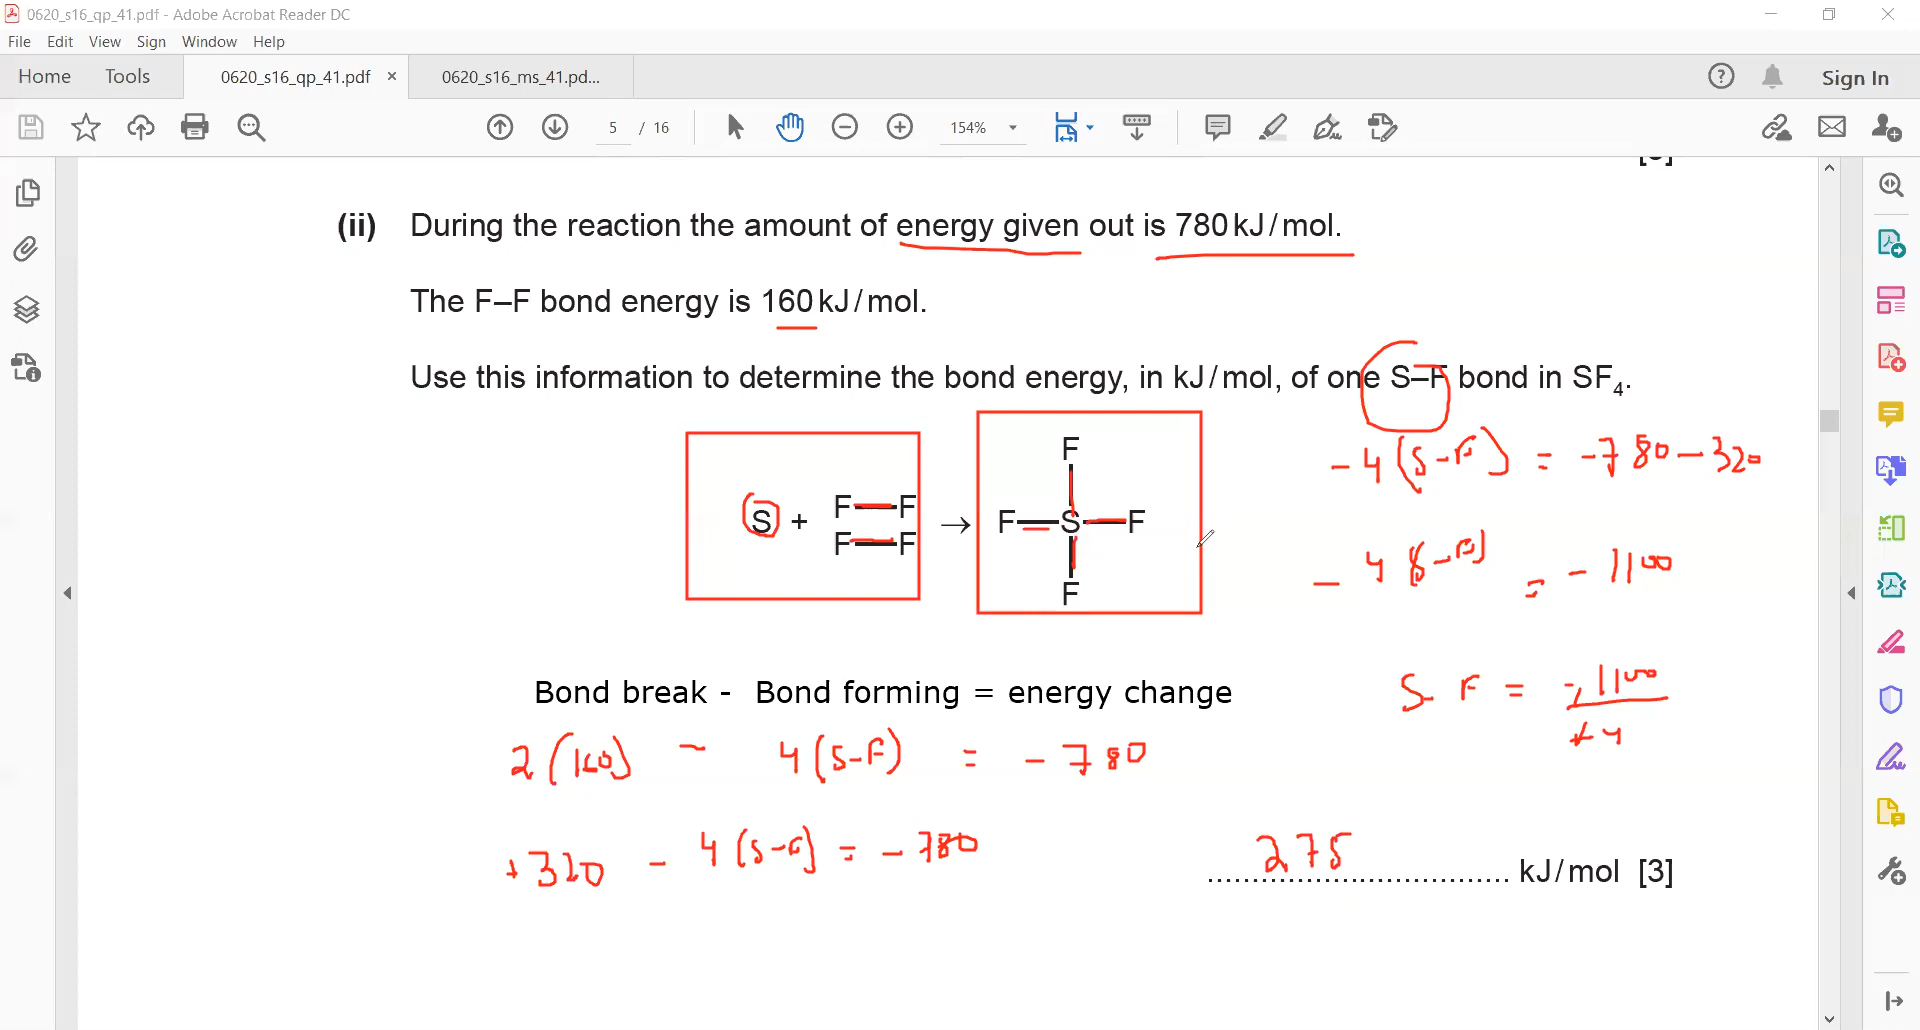 0620_s16_qp_41.pdf - Adobe Acrobat Reader DC
File Edit View Sign Window Help
Home Tools 0620_s16_qp_41.pdf × 0620_s16_ms_41.pd... Sign In
5 / 16 154%
(ii) During the reaction the amount of energy given out is 780 kJ/mol.
The F–F bond energy is 160 kJ/mol.
Use this information to determine the bond energy, in kJ/mol, of one S–F bond in SF₄.
F
F—F
S + → F—S—F
F—F
F
- 4 (S-F) = -780-320
- 4 (S-F) = - 1100
Bond break - Bond forming = energy change
S-F = -1100
-4
2 (160) - 4 (S-F) = - 780
+320 - 4 (S-F) = - 780
275
kJ/mol [3]